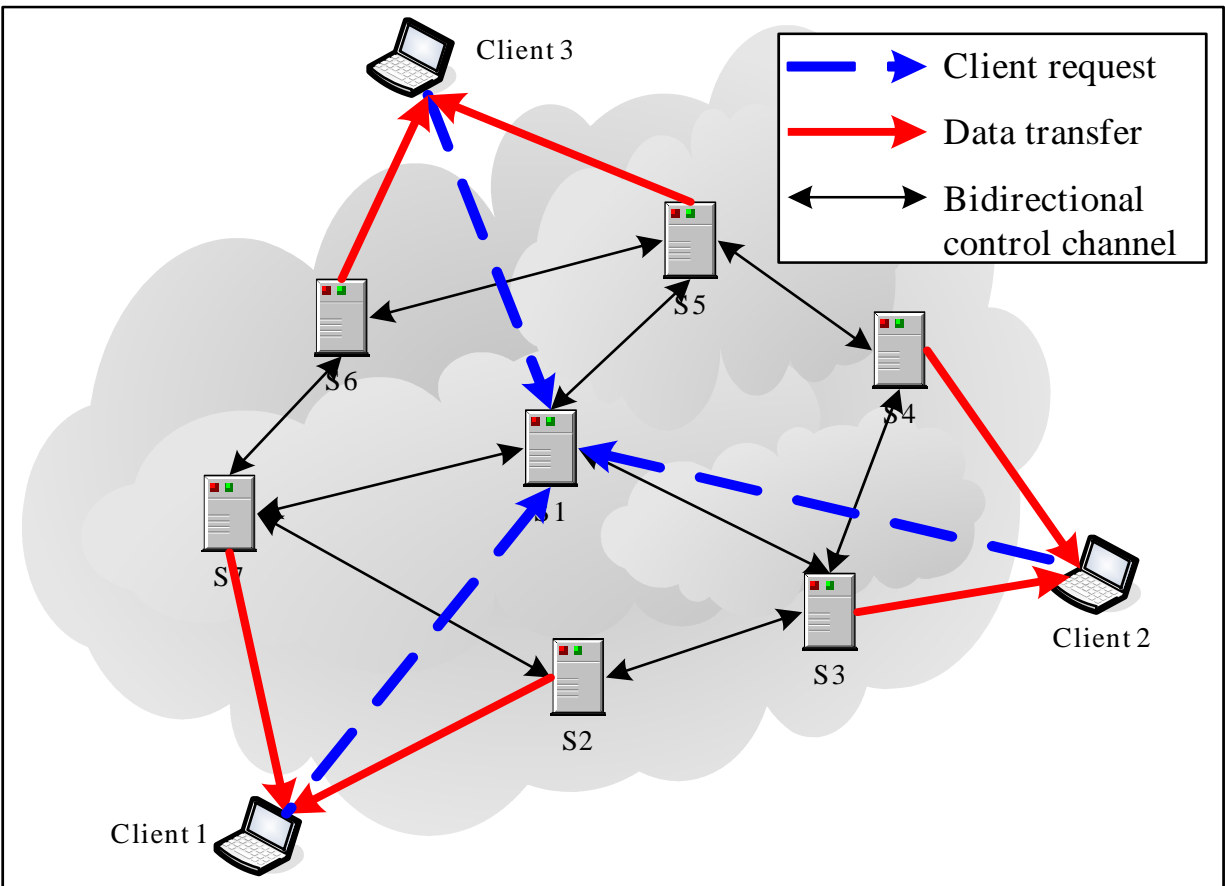 Client 3
Client request
Data transfer
Bidirectional
control channel
S5
S6
S4
S1
S7
S3
Client 2
S2
Client 1